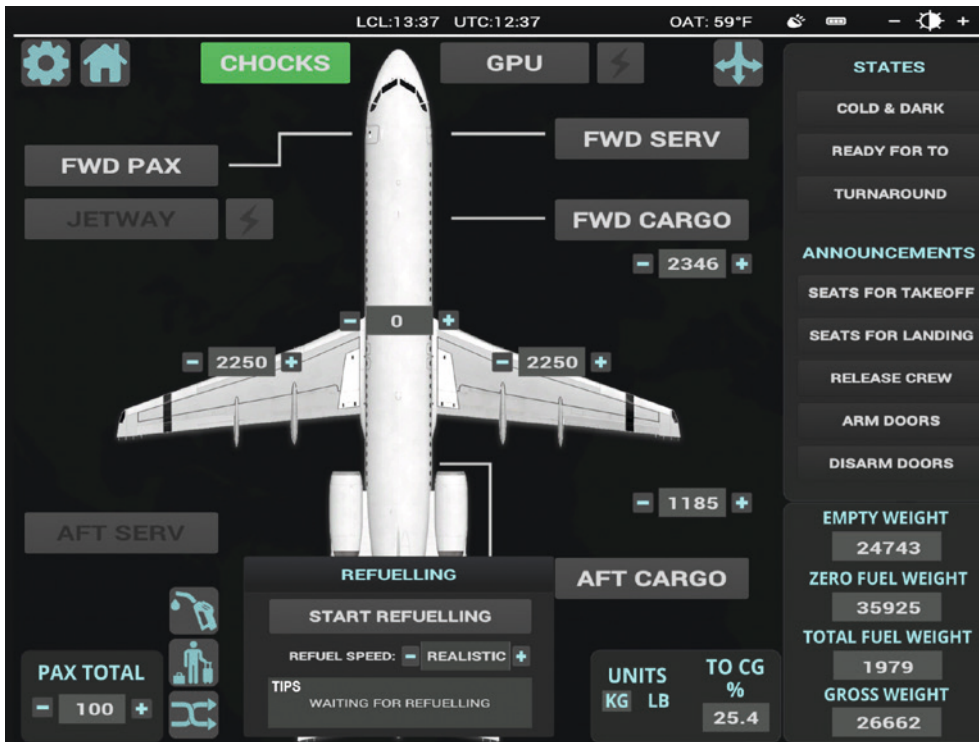 LCL:13:37 UTC:12:37 OAT: 59°F - +
CHOCKS GPU
FWD PAX
JETWAY
FWD SERV
FWD CARGO
- 2346 +
- 0 +
- 2250 +
- 2250 +
- 1185 +
AFT SERV
AFT CARGO
REFUELLING
START REFUELLING
REFUEL SPEED: - REALISTIC +
TIPS
WAITING FOR REFUELLING
PAX TOTAL
- 100 +
UNITS
KG LB
TO CG
%
25.4
STATES
COLD & DARK
READY FOR TO
TURNAROUND
ANNOUNCEMENTS
SEATS FOR TAKEOFF
SEATS FOR LANDING
RELEASE CREW
ARM DOORS
DISARM DOORS
EMPTY WEIGHT
24743
ZERO FUEL WEIGHT
35925
TOTAL FUEL WEIGHT
1979
GROSS WEIGHT
26662